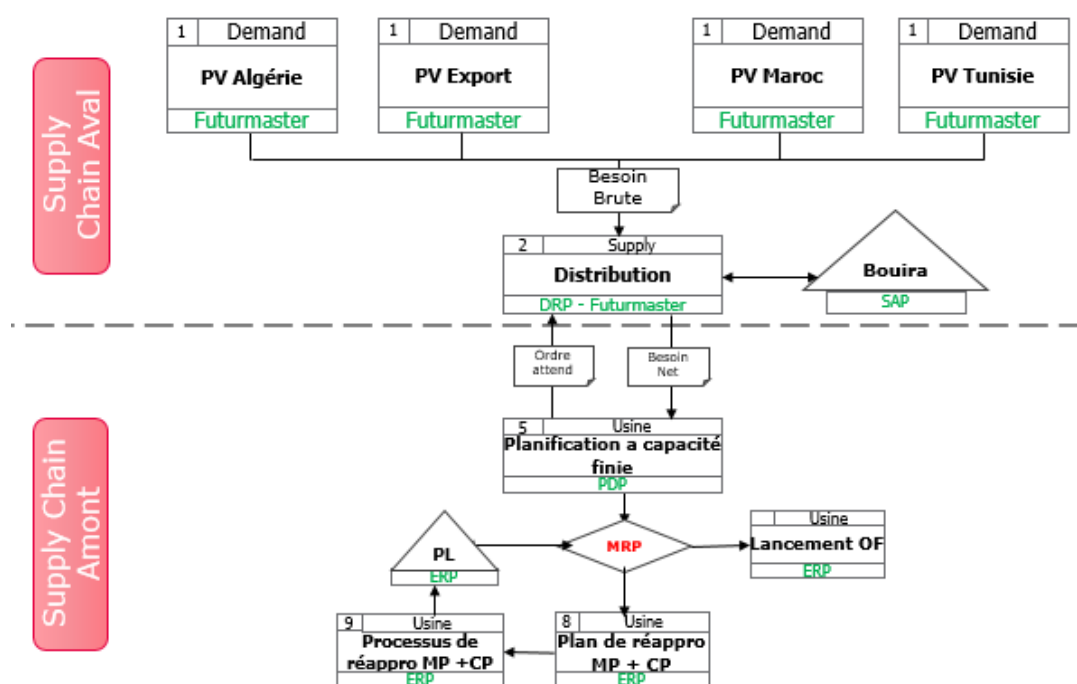 Supply
Chain Aval
1 Demand
PV Algérie
Futurmaster
1 Demand
PV Export
Futurmaster
1 Demand
PV Maroc
Futurmaster
1 Demand
PV Tunisie
Futurmaster
Besoin
Brute
2 Supply
Distribution
DRP - Futurmaster
Bouira
SAP
Ordre
attend
Besoin
Net
Supply Chain
Amont
5 Usine
Planification a capacité
finie
PDP
MRP
Usine
Lancement OF
ERP
PL
ERP
9 Usine
Processus de
réappro MP +CP
ERP
8 Usine
Plan de réappro
MP + CP
ERP